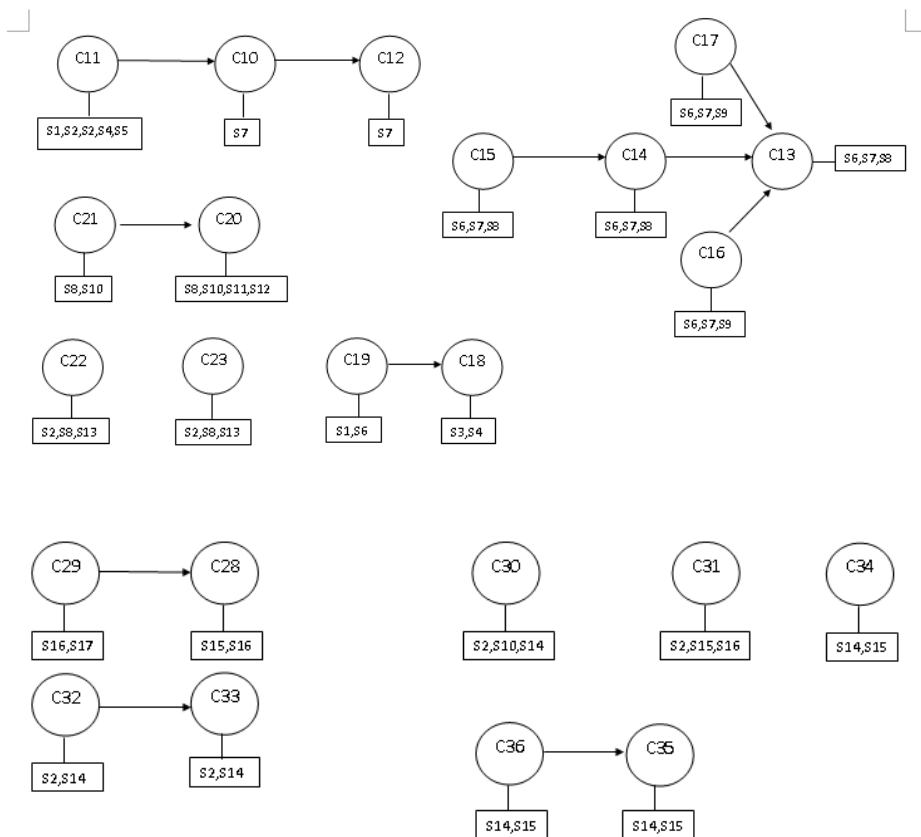 C11
C10
C12
C17
S1,S2,S2,S4,S5
S7
S7
S6,S7,S9
C15
C14
C13
S6,S7,S8
S6,S7,S8
S6,S7,S8
C21
C20
C16
S8,S10
S8,S10,S11,S12
S6,S7,S9
C22
C23
C19
C18
S2,S8,S13
S2,S8,S13
S1,S6
S3,S4
C29
C28
C30
C31
C34
S16,S17
S15,S16
S2,S10,S14
S2,S15,S16
S14,S15
C32
C33
C36
C35
S2,S14
S2,S14
S14,S15
S14,S15